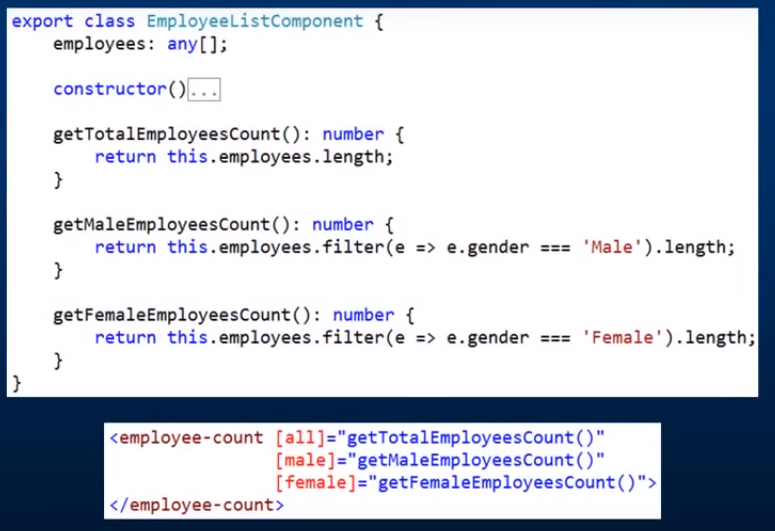 export class EmployeeListComponent {
    employees: any[];
    constructor()...
    getTotalEmployeesCount(): number {
        return this.employees.length;
    }
    getMaleEmployeesCount(): number {
        return this.employees.filter(e => e.gender === 'Male').length;
    }
    getFemaleEmployeesCount(): number {
        return this.employees.filter(e => e.gender === 'Female').length;
    }
}
<employee-count [all]="getTotalEmployeesCount()"
                [male]="getMaleEmployeesCount()"
                [female]="getFemaleEmployeesCount()">
</employee-count>